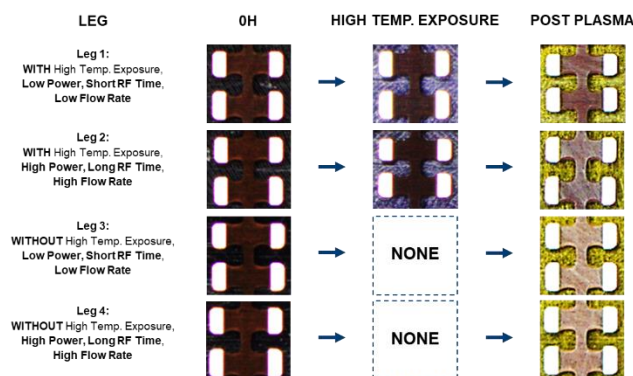 LEG 0H HIGH TEMP. EXPOSURE POST PLASMA
Leg 1:
WITH High Temp. Exposure,
Low Power, Short RF Time,
Low Flow Rate
Leg 2:
WITH High Temp. Exposure,
High Power, Long RF Time,
High Flow Rate
Leg 3:
WITHOUT High Temp. Exposure,
Low Power, Short RF Time,
Low Flow Rate
NONE
Leg 4:
WITHOUT High Temp. Exposure,
High Power, Long RF Time,
High Flow Rate
NONE